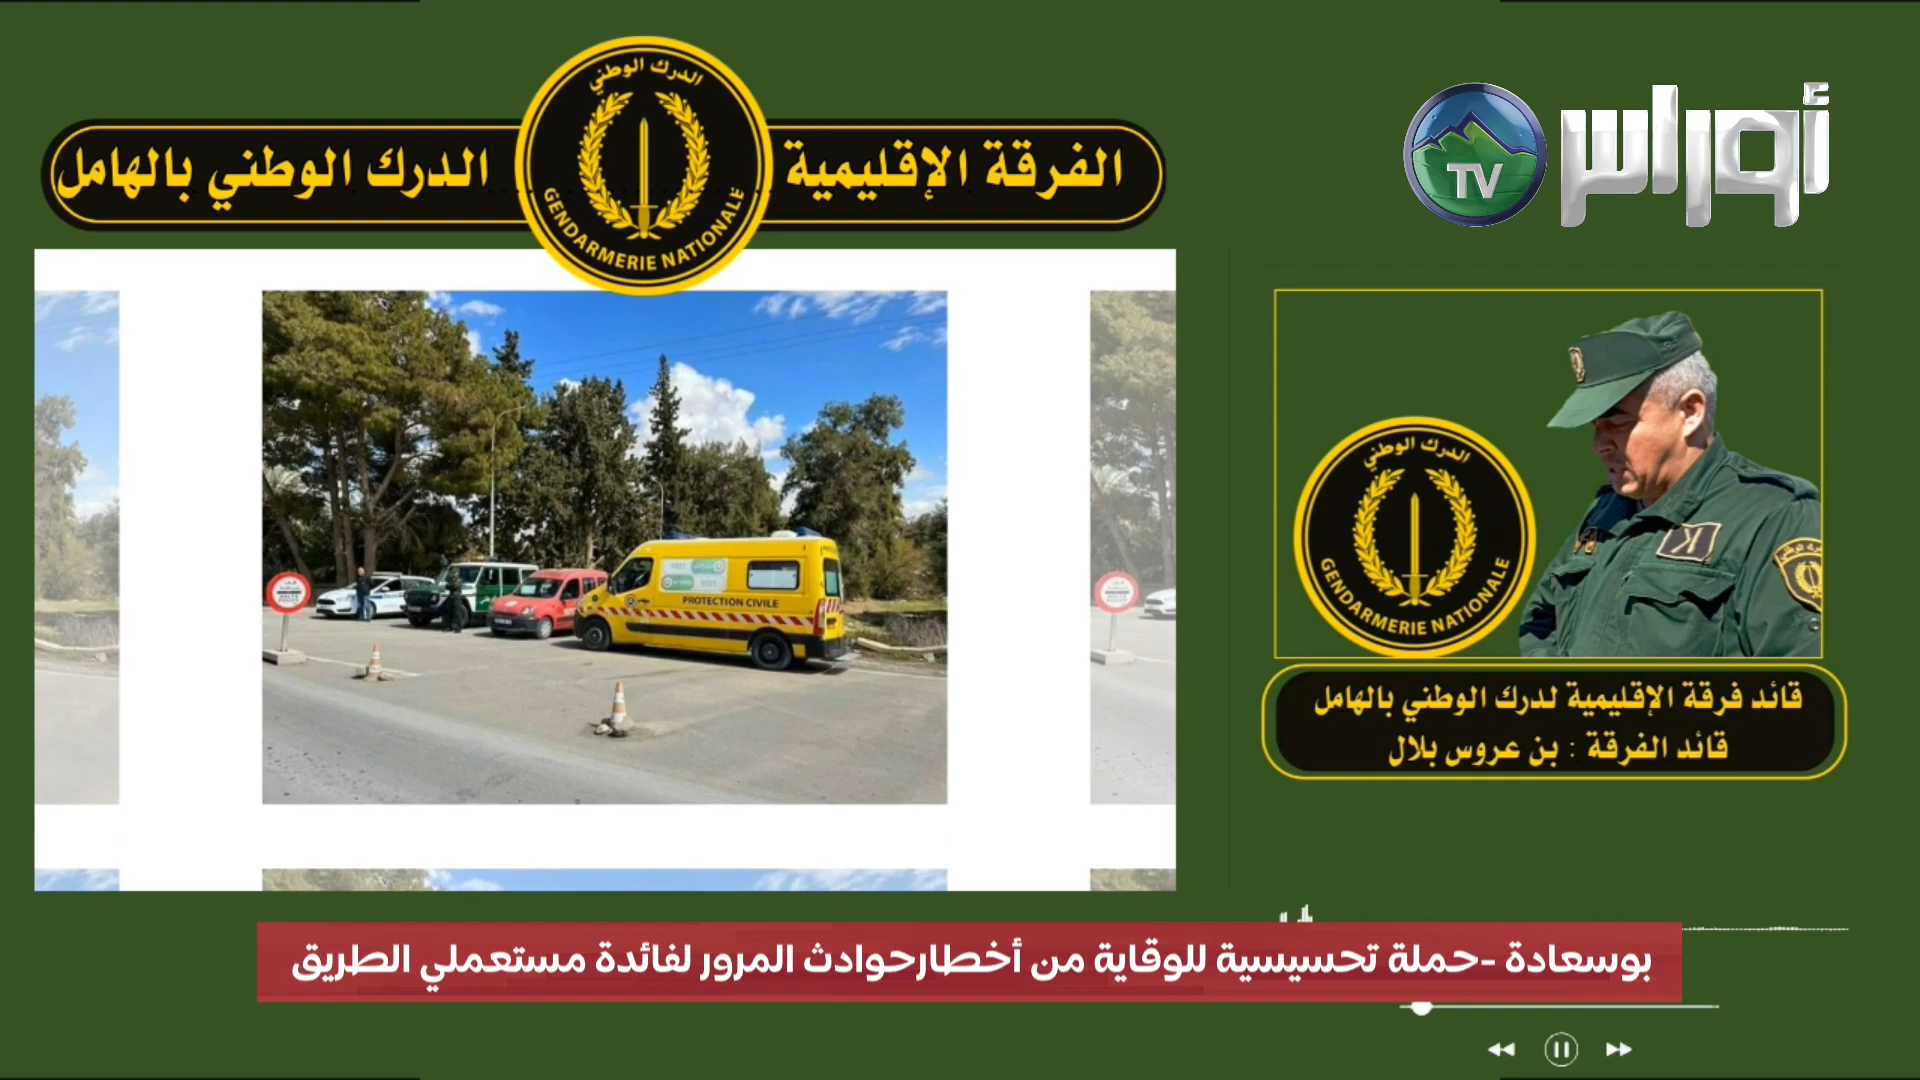 الدرك الوطني
الفرقة الإقليمية
الدرك الوطني بالهامل
GENDARMERIE NATIONALE
أوراس
TV
PROTECTION CIVILE
1021
1021
الدرك الوطني
GENDARMERIE NATIONALE
قائد فرقة الإقليمية لدرك الوطني بالهامل
قائد الفرقة : بن عروس بلال
بوسعادة -حملة تحسيسية للوقاية من أخطارحوادث المرور لفائدة مستعملي الطريق